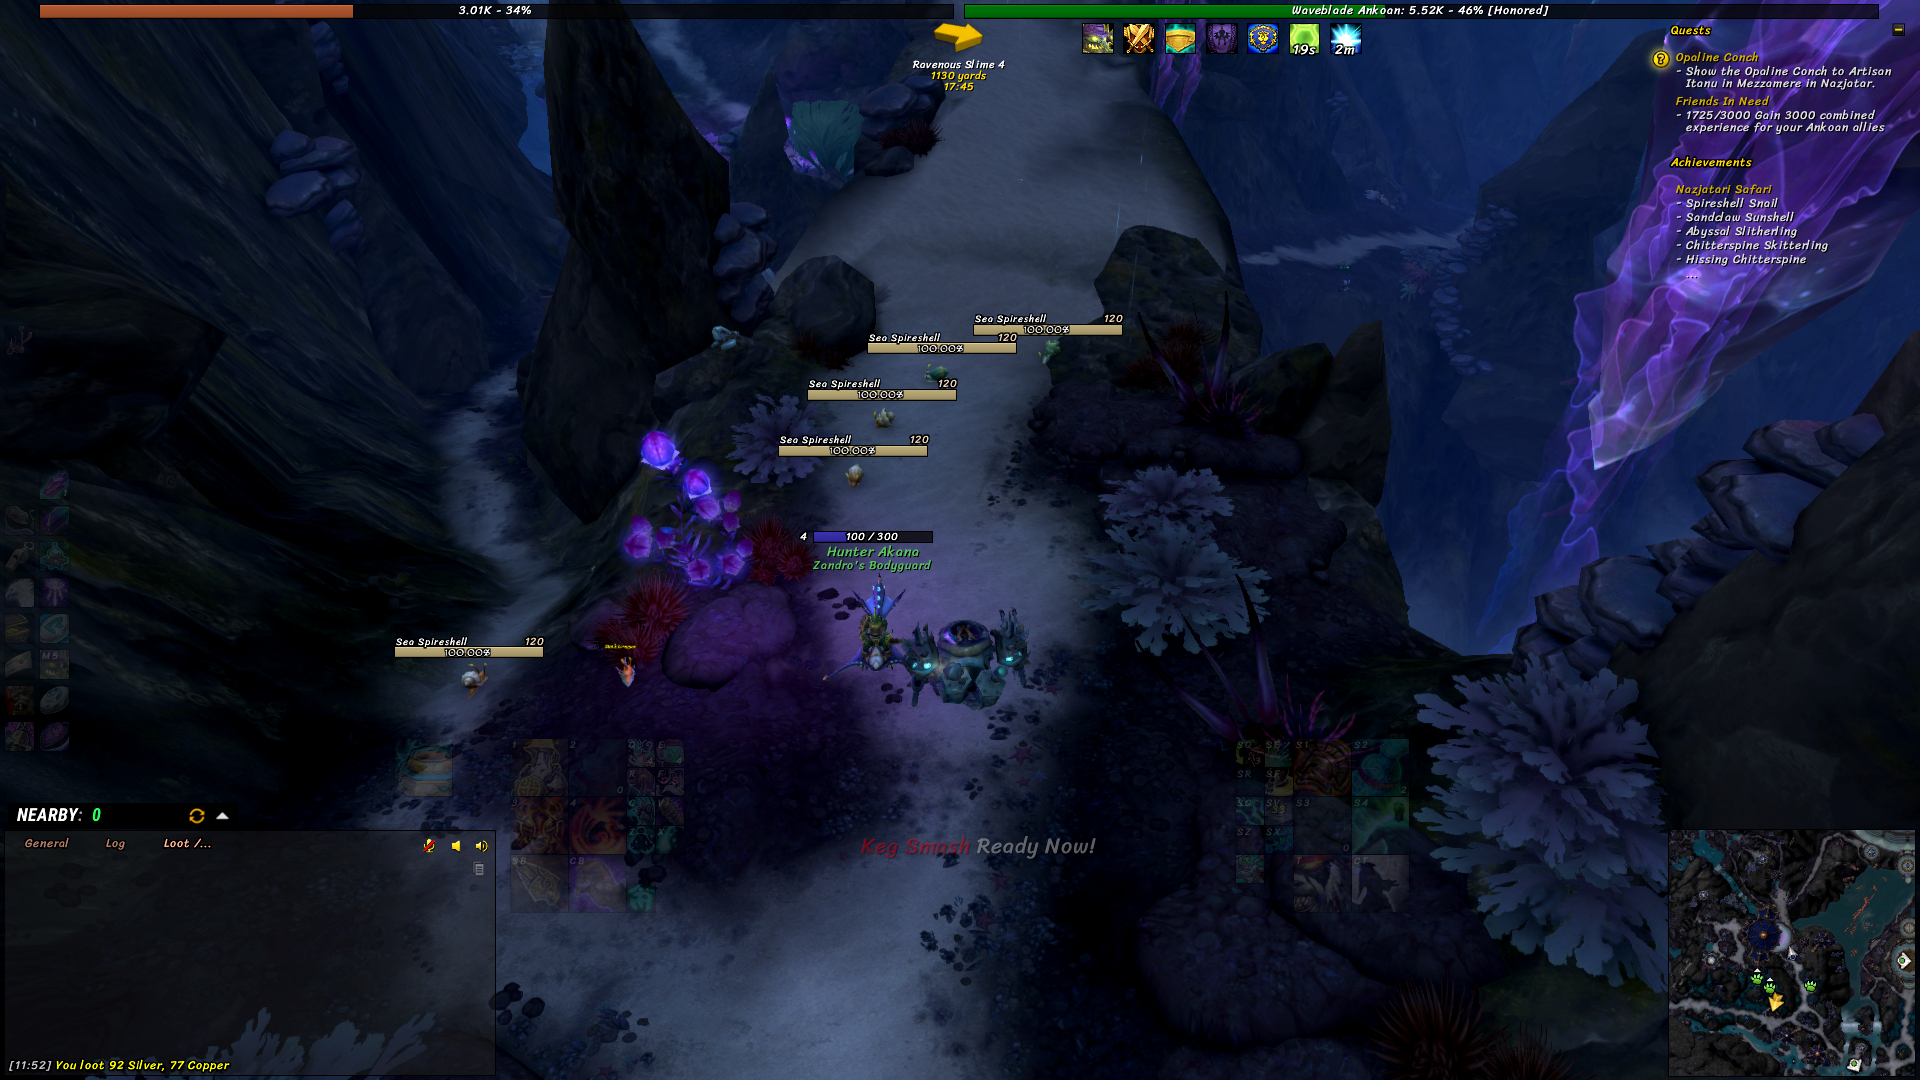 3.01K - 34%
Waveblade Ankoan: 5.52K - 46% [Honored]
Ravenous Slime 4
1130 yards
17:45
19s
2m
Quests
Opaline Conch
- Show the Opaline Conch to Artisan
Itanu in Mezzamere in Nazjatar.
Friends In Need
- 1725/3000 Gain 3000 combined
experience for your Ankoan allies
Achievements
Nazjatari Safari
- Spireshell Snail
- Sandclaw Sunshell
- Abyssal Slitherling
- Chitterspine Skitterling
- Hissing Chitterspine
...
Sea Spireshell 120
100.00%
Sea Spireshell 120
100.00%
Sea Spireshell 120
100.00%
Sea Spireshell 120
100.00%
4 100 / 300
Hunter Akana
Zandro's Bodyguard
Sea Spireshell 120
100.00%
Keg Smash Ready Now!
NEARBY: 0
General Log Loot /...
[11:52] You loot 92 Silver, 77 Copper